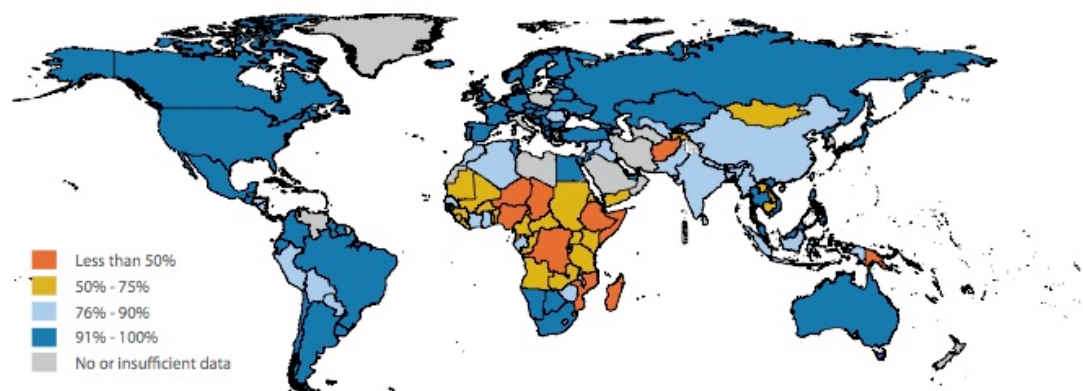 Less than 50%
50% - 75%
76% - 90%
91% - 100%
No or insufficient data